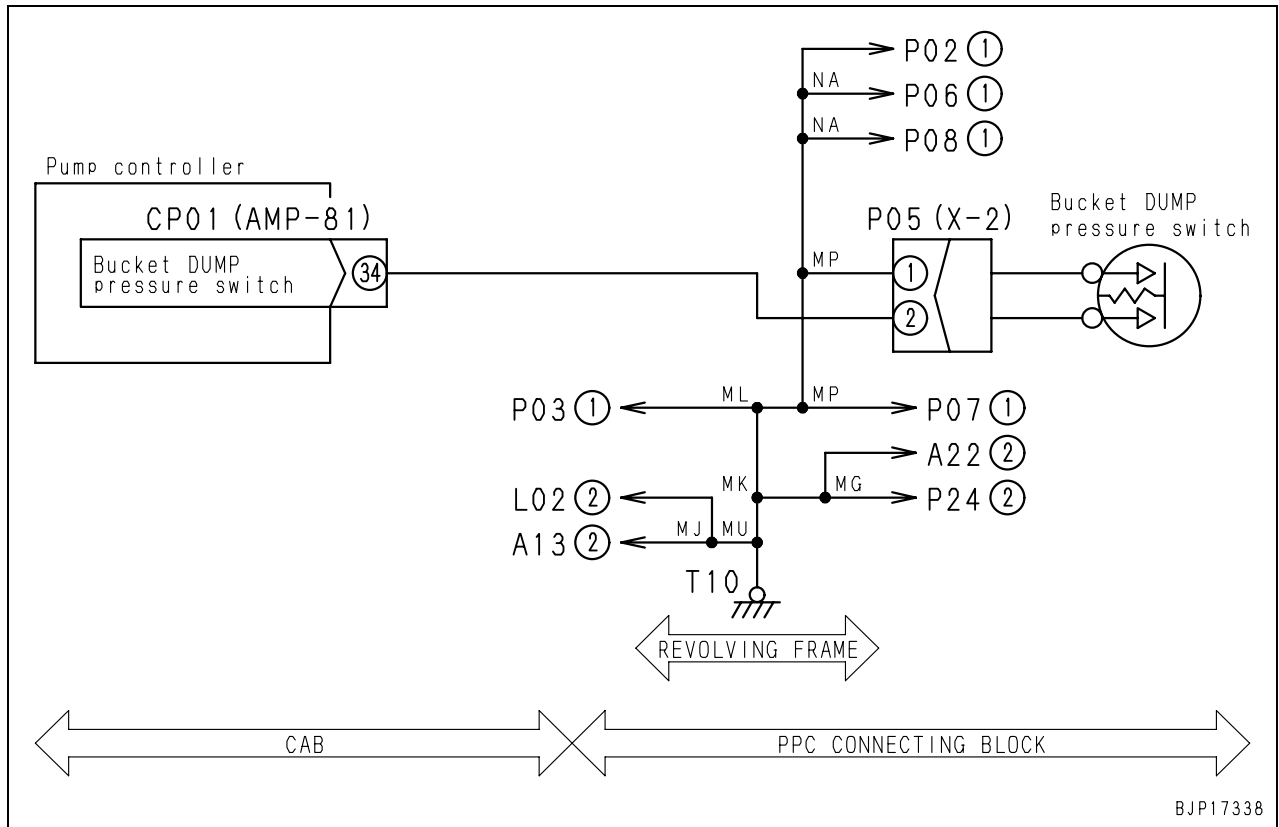 P02 ①
NA
P06 ①
NA
P08 ①
Pump controller
CP01 (AMP-81)
Bucket DUMP
pressure switch
㉞
P05 (X-2)
Bucket DUMP
pressure switch
MP
①
②
P03 ①
ML
MP
P07 ①
A22 ②
L02 ②
MK
MG
P24 ②
A13 ②
MJ
MU
T10
REVOLVING FRAME
CAB
PPC CONNECTING BLOCK
BJP17338